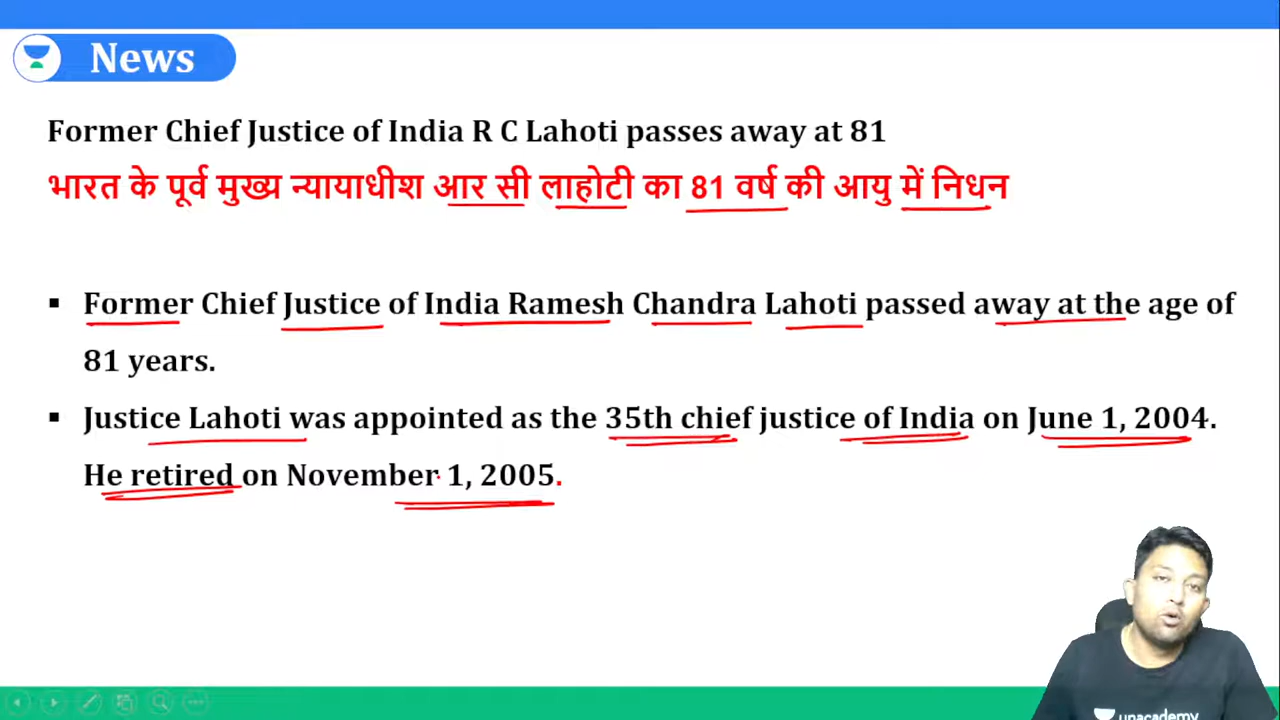 News
Former Chief Justice of India R C Lahoti passes away at 81
भारत के पूर्व मुख्य न्यायाधीश आर सी लाहोटी का 81 वर्ष की आयु में निधन
▪ Former Chief Justice of India Ramesh Chandra Lahoti passed away at the age of
81 years.
▪ Justice Lahoti was appointed as the 35th chief justice of India on June 1, 2004.
He retired on November 1, 2005.
unacademy